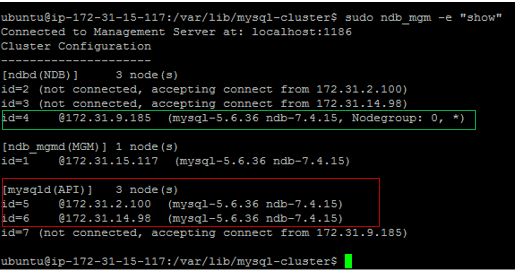 ubuntu@ip-172-31-15-117:/var/lib/mysql-cluster$ sudo ndb_mgm -e "show"
Connected to Management Server at: localhost:1186
Cluster Configuration
---------------------
[ndbd(NDB)]     3 node(s)
id=2 (not connected, accepting connect from 172.31.2.100)
id=3 (not connected, accepting connect from 172.31.14.98)
id=4    @172.31.9.185  (mysql-5.6.36 ndb-7.4.15, Nodegroup: 0, *)
[ndb_mgmd(MGM)] 1 node(s)
id=1    @172.31.15.117  (mysql-5.6.36 ndb-7.4.15)
[mysqld(API)]   3 node(s)
id=5    @172.31.2.100  (mysql-5.6.36 ndb-7.4.15)
id=6    @172.31.14.98  (mysql-5.6.36 ndb-7.4.15)
id=7 (not connected, accepting connect from 172.31.9.185)
ubuntu@ip-172-31-15-117:/var/lib/mysql-cluster$